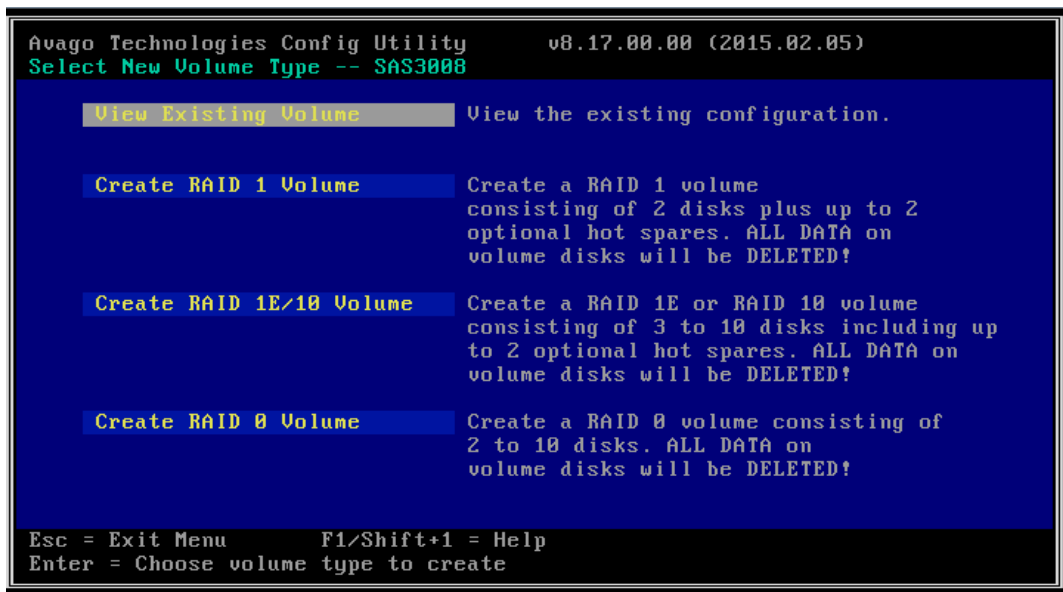 Avago Technologies Config Utility v8.17.00.00 (2015.02.05)
Select New Volume Type -- SAS3008
View Existing Volume View the existing configuration.
Create RAID 1 Volume Create a RAID 1 volume
consisting of 2 disks plus up to 2
optional hot spares. ALL DATA on
volume disks will be DELETED!
Create RAID 1E/10 Volume Create a RAID 1E or RAID 10 volume
consisting of 3 to 10 disks including up
to 2 optional hot spares. ALL DATA on
volume disks will be DELETED!
Create RAID 0 Volume Create a RAID 0 volume consisting of
2 to 10 disks. ALL DATA on
volume disks will be DELETED!
Esc = Exit Menu F1/Shift+1 = Help
Enter = Choose volume type to create